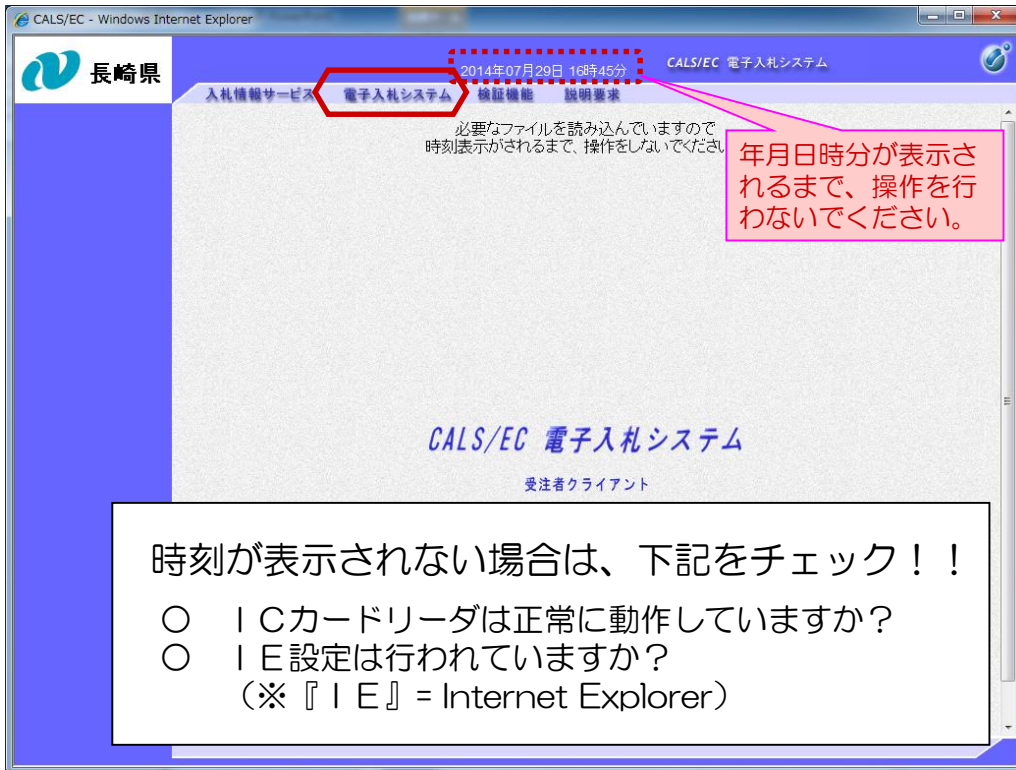 CALS/EC - Windows Internet Explorer
長崎県
2014年07月29日 16時45分
CALS/EC 電子入札システム
入札情報サービス 電子入札システム 検証機能 説明要求
必要なファイルを読み込んでいますので
時刻表示がされるまで、操作をしないでくださ
年月日時分が表示さ
れるまで、操作を行
わないでください。
CALS/EC 電子入札システム
受注者クライアント
時刻が表示されない場合は、下記をチェック！！
○ ＩＣカードリーダは正常に動作していますか？
○ ＩＥ設定は行われていますか？
（※『ＩＥ』= Internet Explorer）